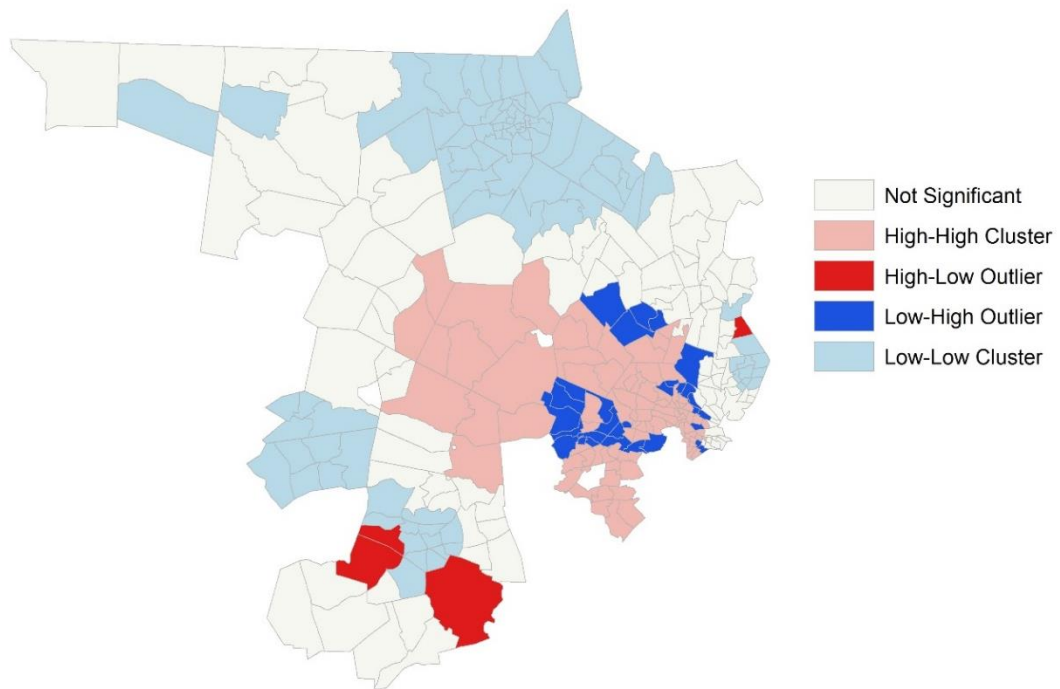 Not Significant
High-High Cluster
High-Low Outlier
Low-High Outlier
Low-Low Cluster